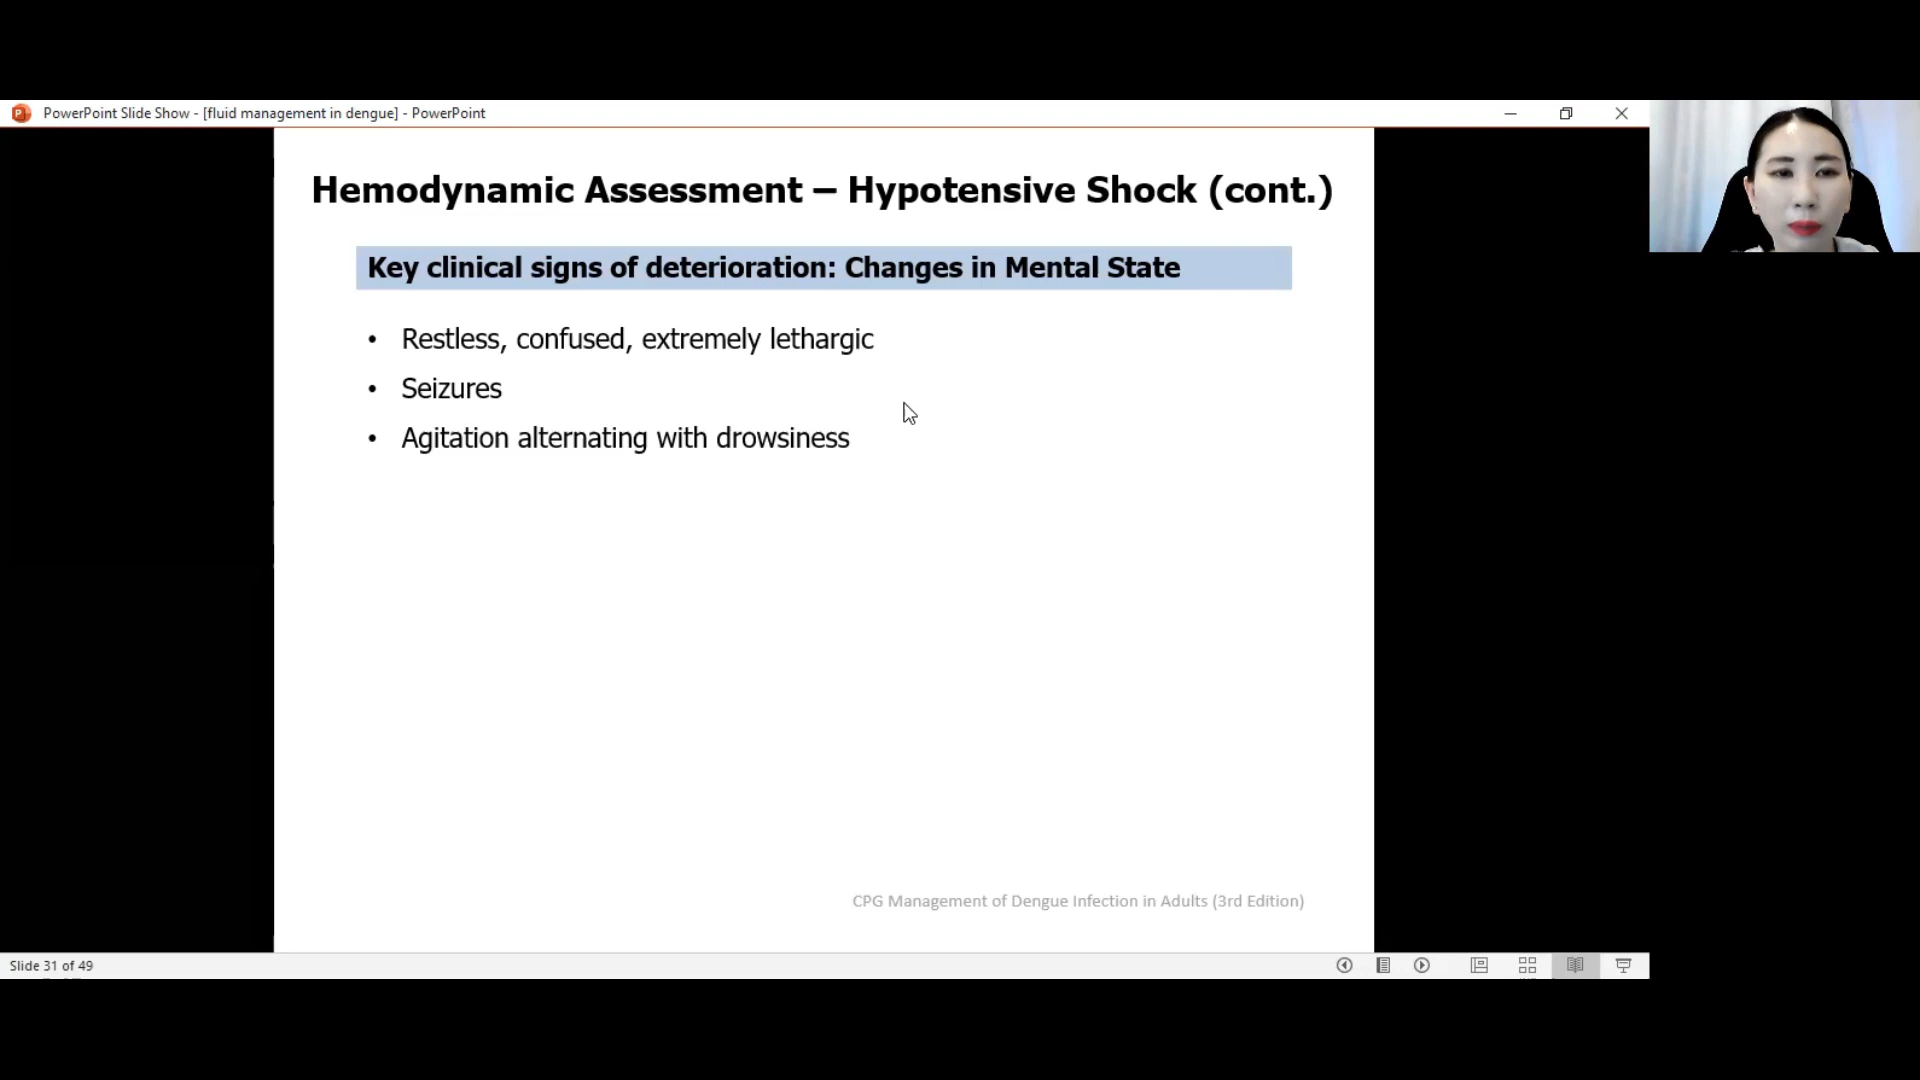 PowerPoint Slide Show - [fluid management in dengue] - PowerPoint
Hemodynamic Assessment – Hypotensive Shock (cont.)
Key clinical signs of deterioration: Changes in Mental State
• Restless, confused, extremely lethargic
• Seizures
• Agitation alternating with drowsiness
CPG Management of Dengue Infection in Adults (3rd Edition)
Slide 31 of 49